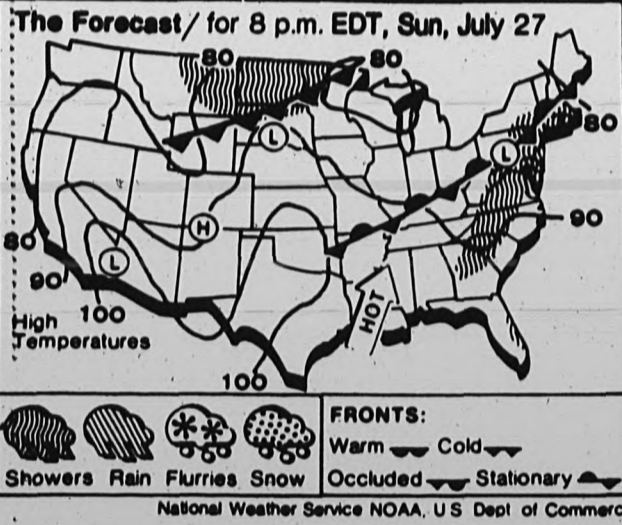 The Forecast/ for 8 p.m. EDT, Sun, July 27
80 80
80
L L
H 90
80 L
90
100 HOT
High
Temperatures
100
Showers Rain Flurries Snow
FRONTS:
Warm Cold
Occluded Stationary
National Weather Service NOAA, U S Dept of Commerc